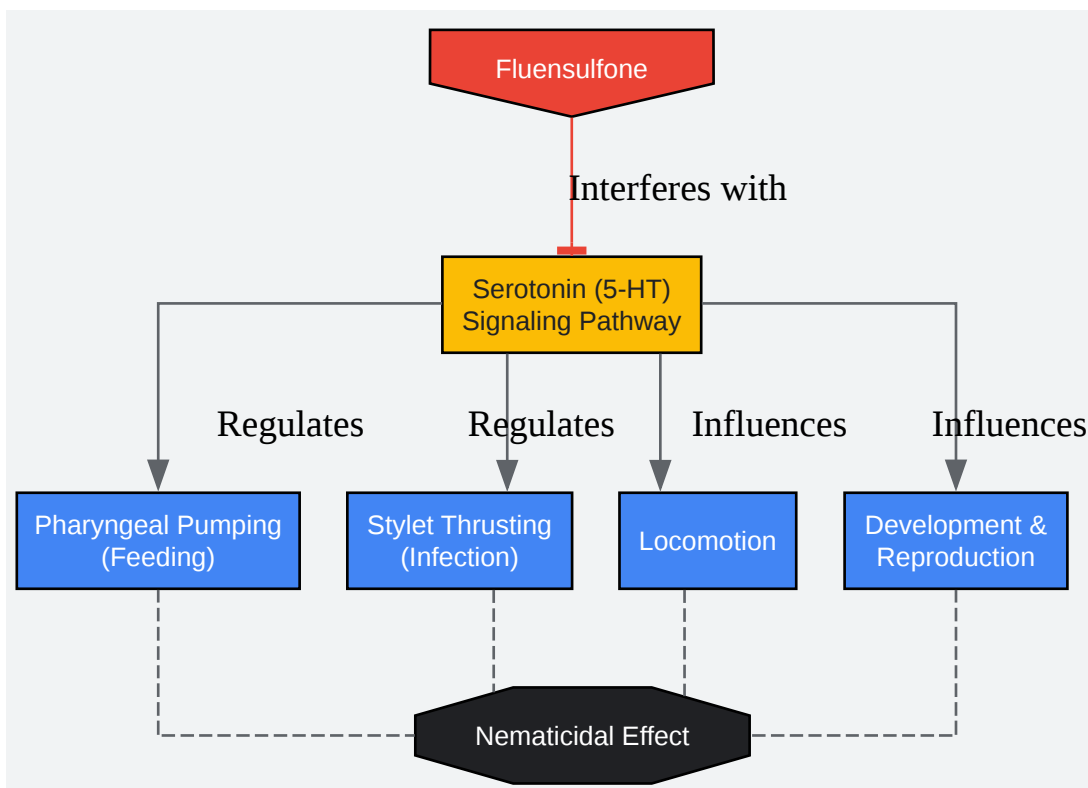 Fluensulfone
Interferes with
Serotonin (5-HT)
Signaling Pathway
Regulates
Regulates
Influences
Influences
Pharyngeal Pumping
(Feeding)
Stylet Thrusting
(Infection)
Locomotion
Development &
Reproduction
Nematicidal Effect